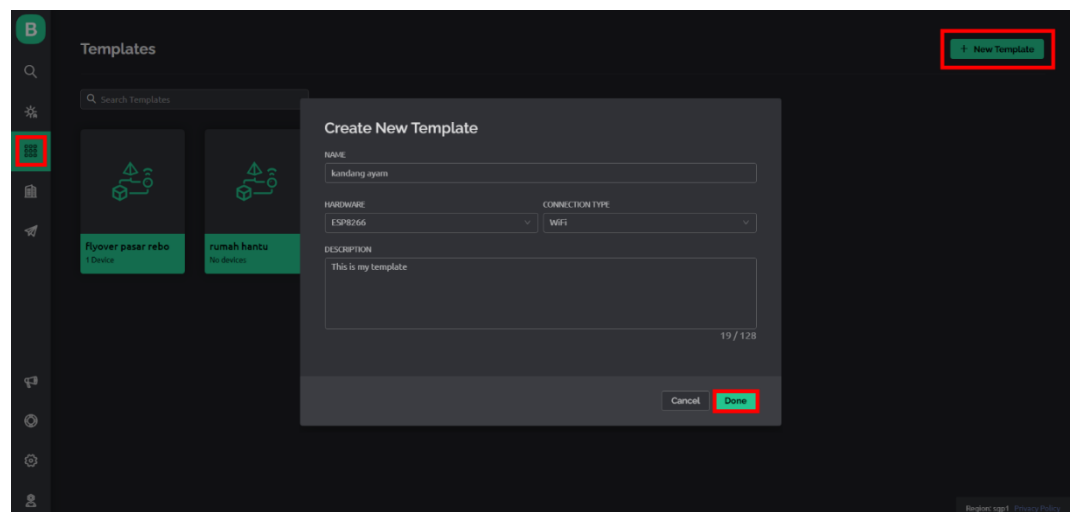 B
Templates
+ New Template
Search Templates
Create New Template
NAME
kandang ayam
HARDWARE
CONNECTION TYPE
ESP8266
WiFi
DESCRIPTION
This is my template
19 / 128
flyover pasar rebo
1 Device
rumah hantu
No devices
Cancel
Done
Region: sgp1 Privacy Policy